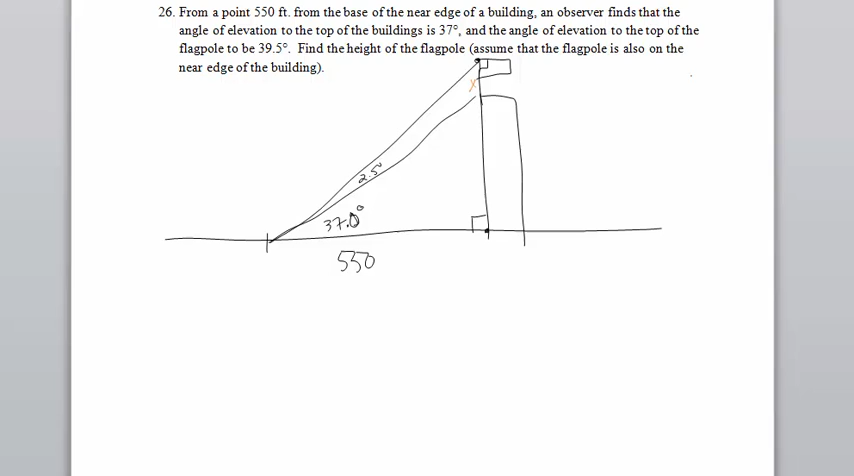 26. From a point 550 ft. from the base of the near edge of a building, an observer finds that the
angle of elevation to the top of the buildings is 37°, and the angle of elevation to the top of the
flagpole to be 39.5°. Find the height of the flagpole (assume that the flagpole is also on the
near edge of the building).
x
2.5°
37.0°
550